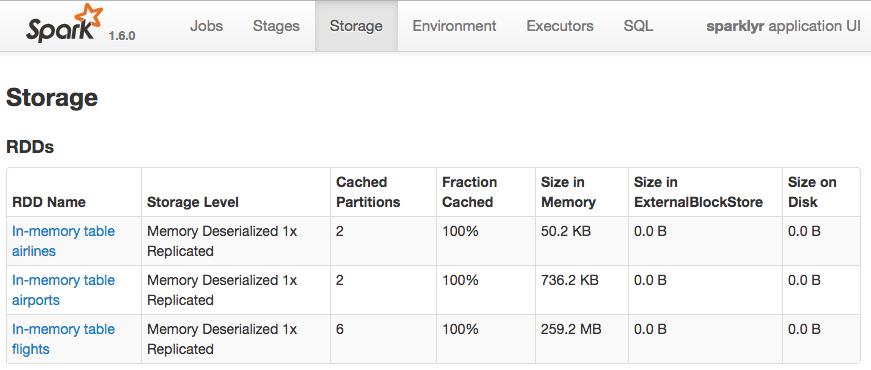 Spark 1.6.0 Jobs Stages Storage Environment Executors SQL sparklyr application UI
Storage
RDDs
RDD Name Storage Level Cached Partitions Fraction Cached Size in Memory Size in ExternalBlockStore Size on Disk
In-memory table airlines Memory Deserialized 1x Replicated 2 100% 50.2 KB 0.0 B 0.0 B
In-memory table airports Memory Deserialized 1x Replicated 2 100% 736.2 KB 0.0 B 0.0 B
In-memory table flights Memory Deserialized 1x Replicated 6 100% 259.2 MB 0.0 B 0.0 B